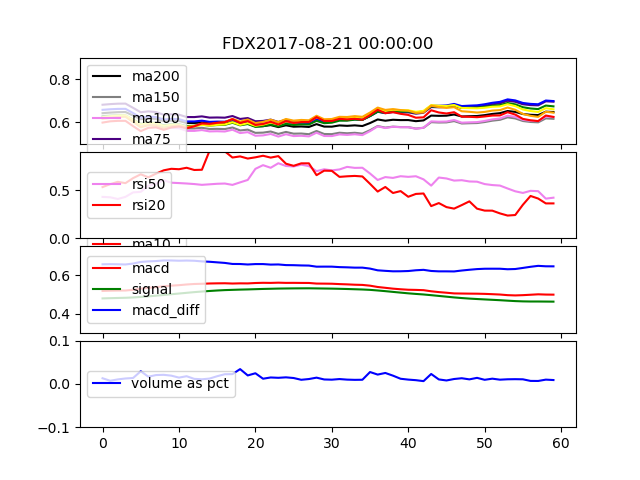 FDX2017-08-21 00:00:00
0.8
0.6
ma200
ma150
ma100
ma75
0.5
0.0
rsi50
rsi20
ma10
0.6
0.4
macd
signal
macd_diff
0.1
0.0
−0.1
volume as pct
0 10 20 30 40 50 60